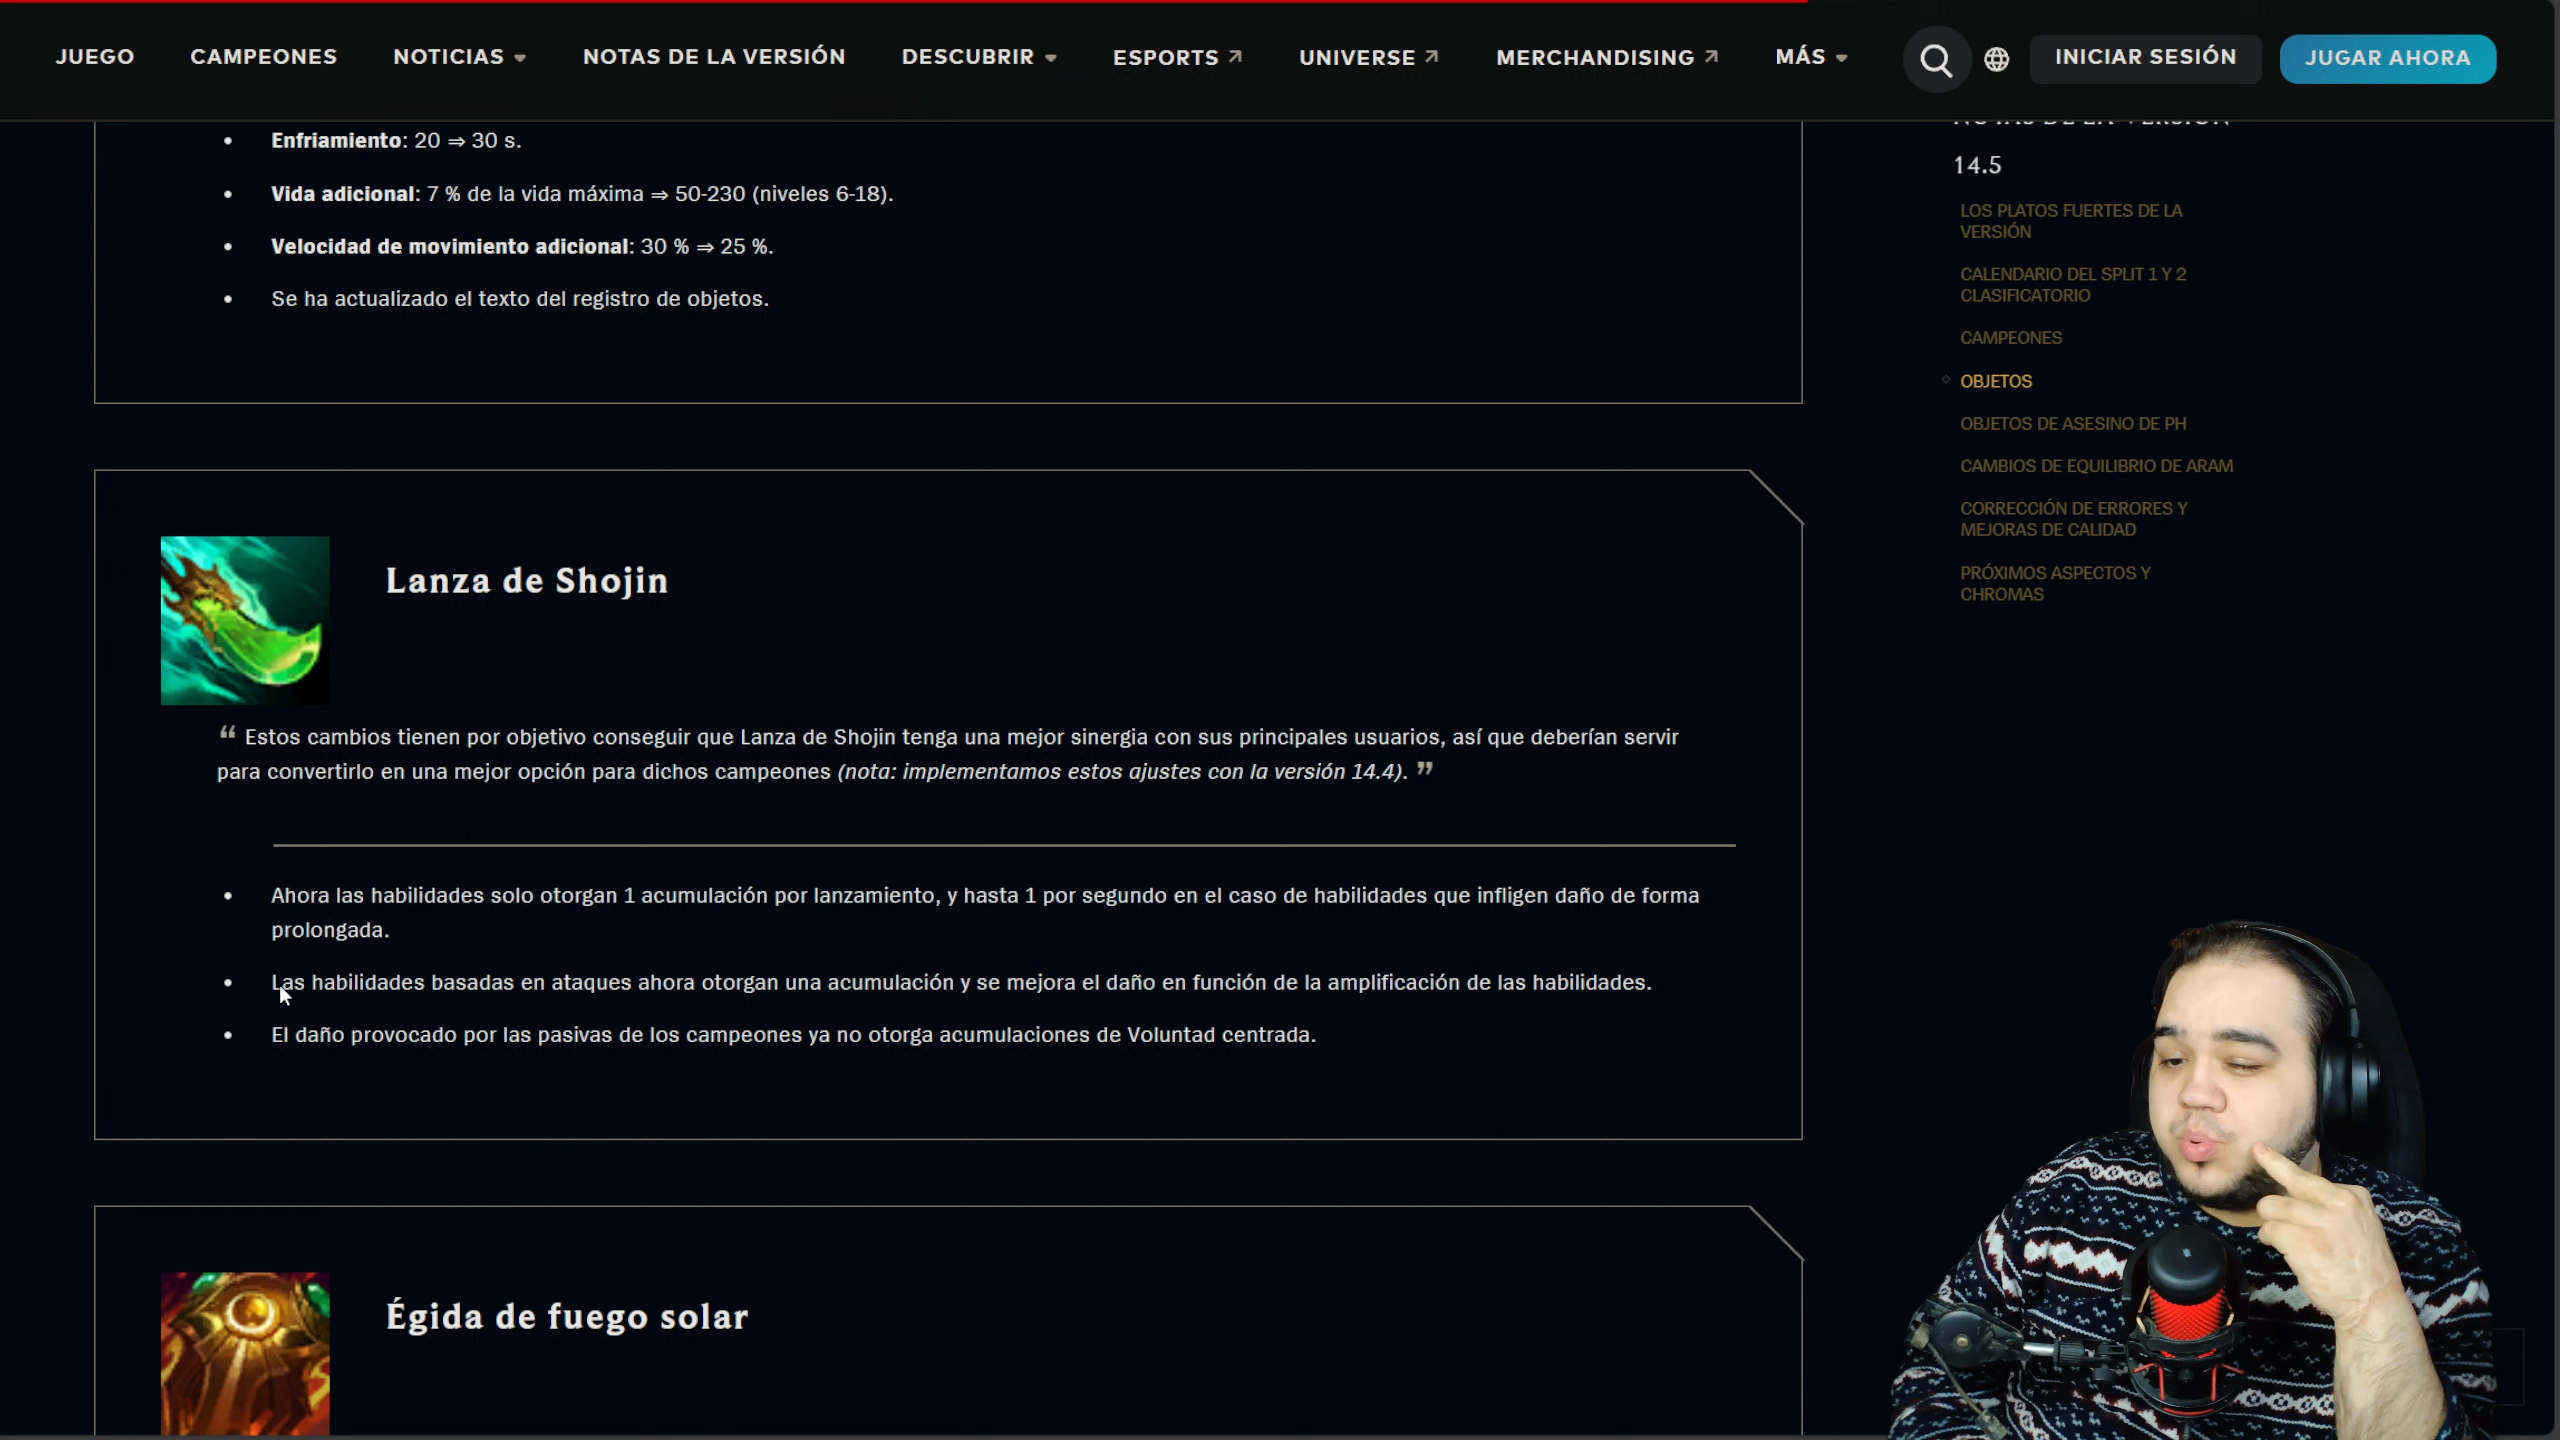 JUEGO CAMPEONES NOTICIAS NOTAS DE LA VERSIÓN DESCUBRIR ESPORTS UNIVERSE MERCHANDISING MÁS INICIAR SESIÓN JUGAR AHORA
Enfriamiento: 20 ⇒ 30 s.
Vida adicional: 7 % de la vida máxima ⇒ 50-230 (niveles 6-18).
Velocidad de movimiento adicional: 30 % ⇒ 25 %.
Se ha actualizado el texto del registro de objetos.
Lanza de Shojin
“ Estos cambios tienen por objetivo conseguir que Lanza de Shojin tenga una mejor sinergia con sus principales usuarios, así que deberían servir
para convertirlo en una mejor opción para dichos campeones (nota: implementamos estos ajustes con la versión 14.4). ”
Ahora las habilidades solo otorgan 1 acumulación por lanzamiento, y hasta 1 por segundo en el caso de habilidades que infligen daño de forma
prolongada.
Las habilidades basadas en ataques ahora otorgan una acumulación y se mejora el daño en función de la amplificación de las habilidades.
El daño provocado por las pasivas de los campeones ya no otorga acumulaciones de Voluntad centrada.
Égida de fuego solar
NOTAS DE LA VERSIÓN
14.5
LOS PLATOS FUERTES DE LA
VERSIÓN
CALENDARIO DEL SPLIT 1 Y 2
CLASIFICATORIO
CAMPEONES
OBJETOS
OBJETOS DE ASESINO DE PH
CAMBIOS DE EQUILIBRIO DE ARAM
CORRECCIÓN DE ERRORES Y
MEJORAS DE CALIDAD
PRÓXIMOS ASPECTOS Y
CHROMAS